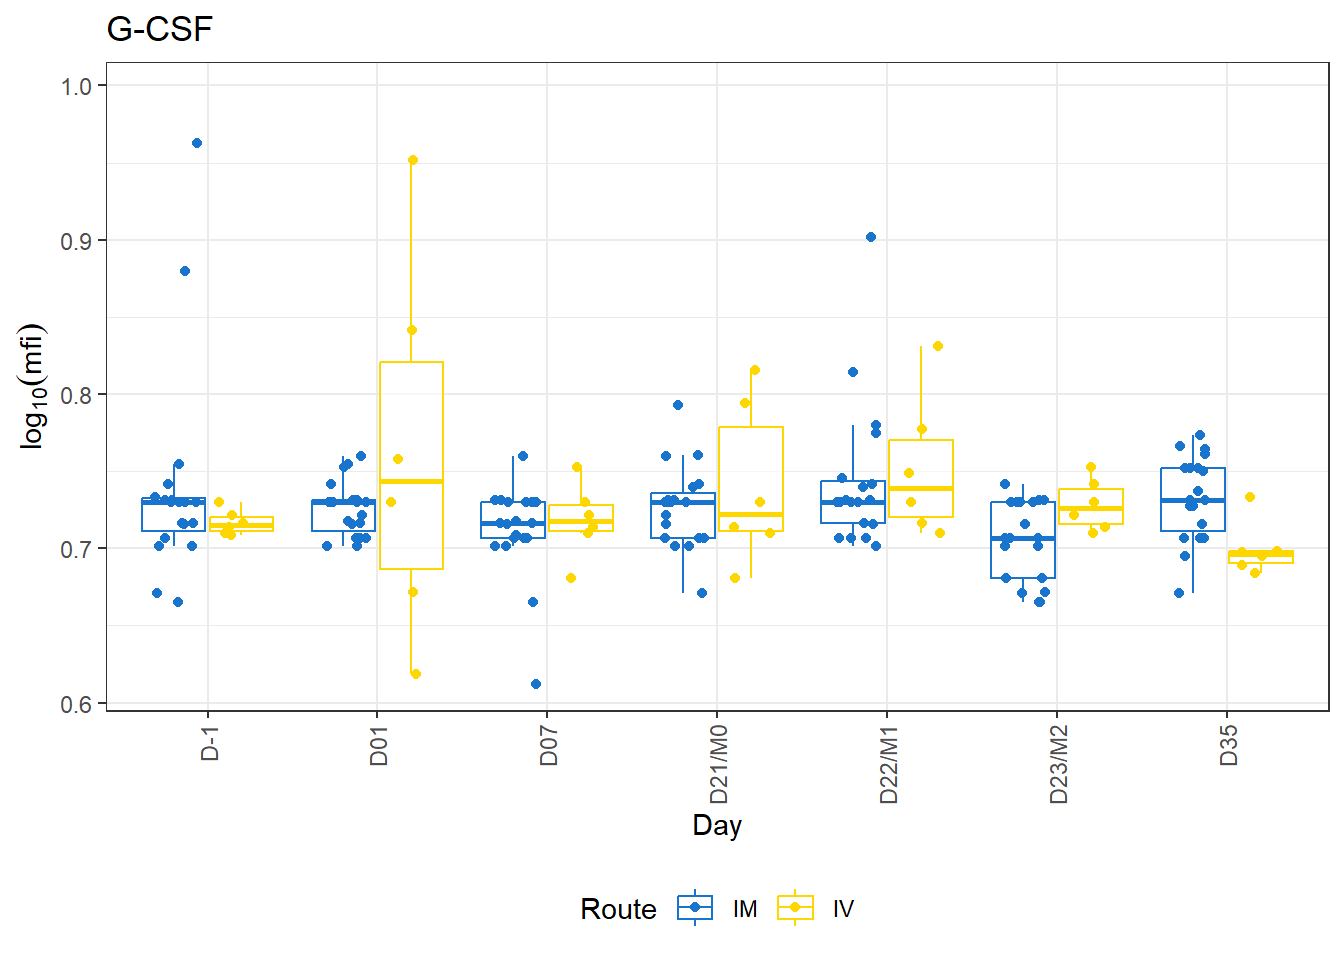 G-CSF
1.0
0.9
0.8
0.7
0.6
log₁₀(mfi)
D-1
D01
D07
D21/M0
D22/M1
D23/M2
D35
Day
Route IM IV